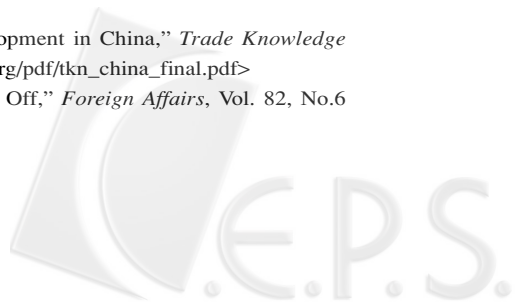 opment in China,” Trade Knowledge
rg/pdf/tkn_china_final.pdf>
Off,” Foreign Affairs, Vol. 82, No.6
C.E.P.S.